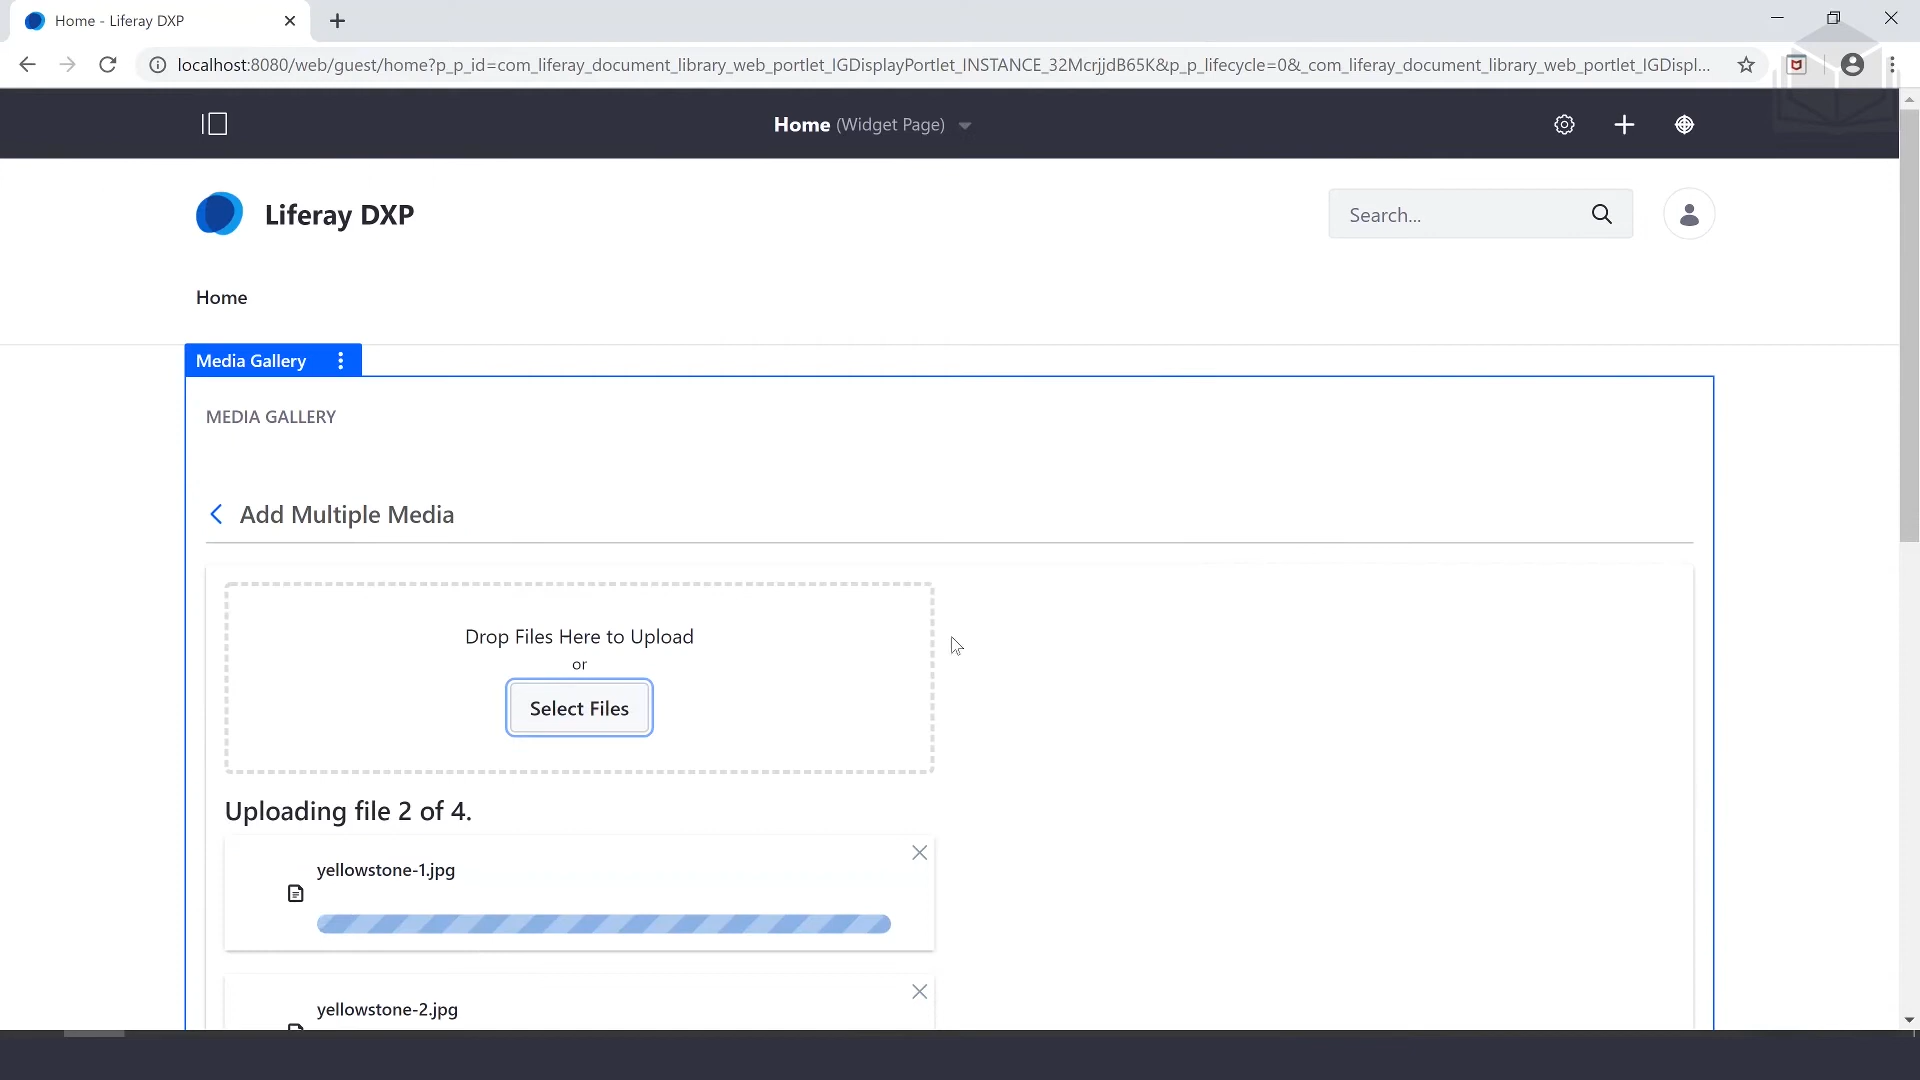 Home - Liferay DXP
localhost:8080/web/guest/home?p_p_id=com_liferay_document_library_web_portlet_IGDisplayPortlet_INSTANCE_32McrjjdB65K&p_p_lifecycle=0&_com_liferay_document_library_web_portlet_IGDispl...
Home (Widget Page)
Liferay DXP
Search...
Home
Media Gallery
MEDIA GALLERY
Add Multiple Media
Drop Files Here to Upload
or
Select Files
Uploading file 2 of 4.
yellowstone-1.jpg
yellowstone-2.jpg